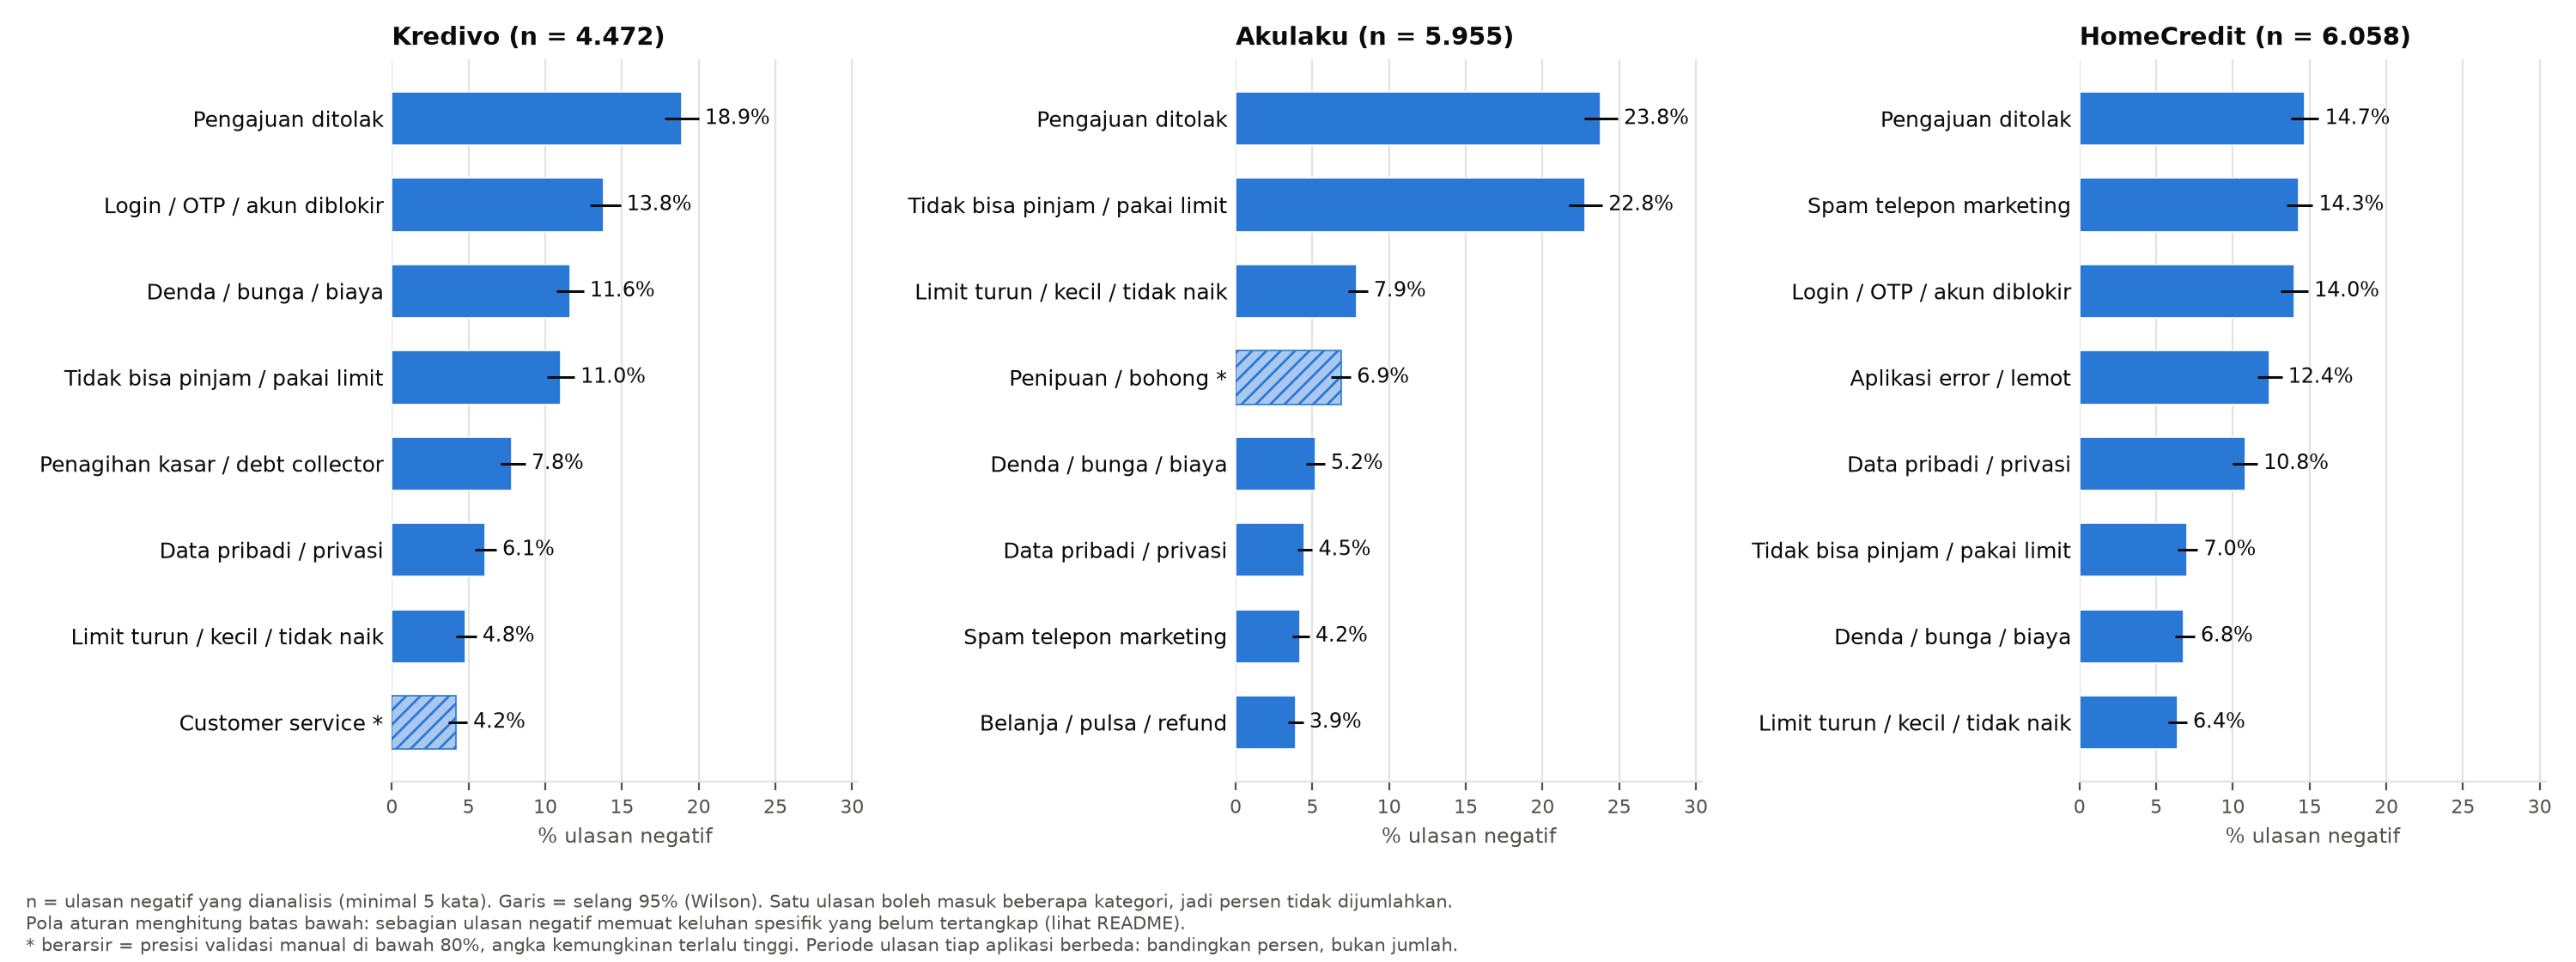 Kredivo (n = 4.472)
Pengajuan ditolak 18.9%
Login / OTP / akun diblokir 13.8%
Denda / bunga / biaya 11.6%
Tidak bisa pinjam / pakai limit 11.0%
Penagihan kasar / debt collector 7.8%
Data pribadi / privasi 6.1%
Limit turun / kecil / tidak naik 4.8%
Customer service * 4.2%
0 5 10 15 20 25 30
% ulasan negatif
Akulaku (n = 5.955)
Pengajuan ditolak 23.8%
Tidak bisa pinjam / pakai limit 22.8%
Limit turun / kecil / tidak naik 7.9%
Penipuan / bohong * 6.9%
Denda / bunga / biaya 5.2%
Data pribadi / privasi 4.5%
Spam telepon marketing 4.2%
Belanja / pulsa / refund 3.9%
0 5 10 15 20 25 30
% ulasan negatif
HomeCredit (n = 6.058)
Pengajuan ditolak 14.7%
Spam telepon marketing 14.3%
Login / OTP / akun diblokir 14.0%
Aplikasi error / lemot 12.4%
Data pribadi / privasi 10.8%
Tidak bisa pinjam / pakai limit 7.0%
Denda / bunga / biaya 6.8%
Limit turun / kecil / tidak naik 6.4%
0 5 10 15 20 25 30
% ulasan negatif
n = ulasan negatif yang dianalisis (minimal 5 kata). Garis = selang 95% (Wilson). Satu ulasan boleh masuk beberapa kategori, jadi persen tidak dijumlahkan.
Pola aturan menghitung batas bawah: sebagian ulasan negatif memuat keluhan spesifik yang belum tertangkap (lihat README).
* berarsir = presisi validasi manual di bawah 80%, angka kemungkinan terlalu tinggi. Periode ulasan tiap aplikasi berbeda: bandingkan persen, bukan jumlah.